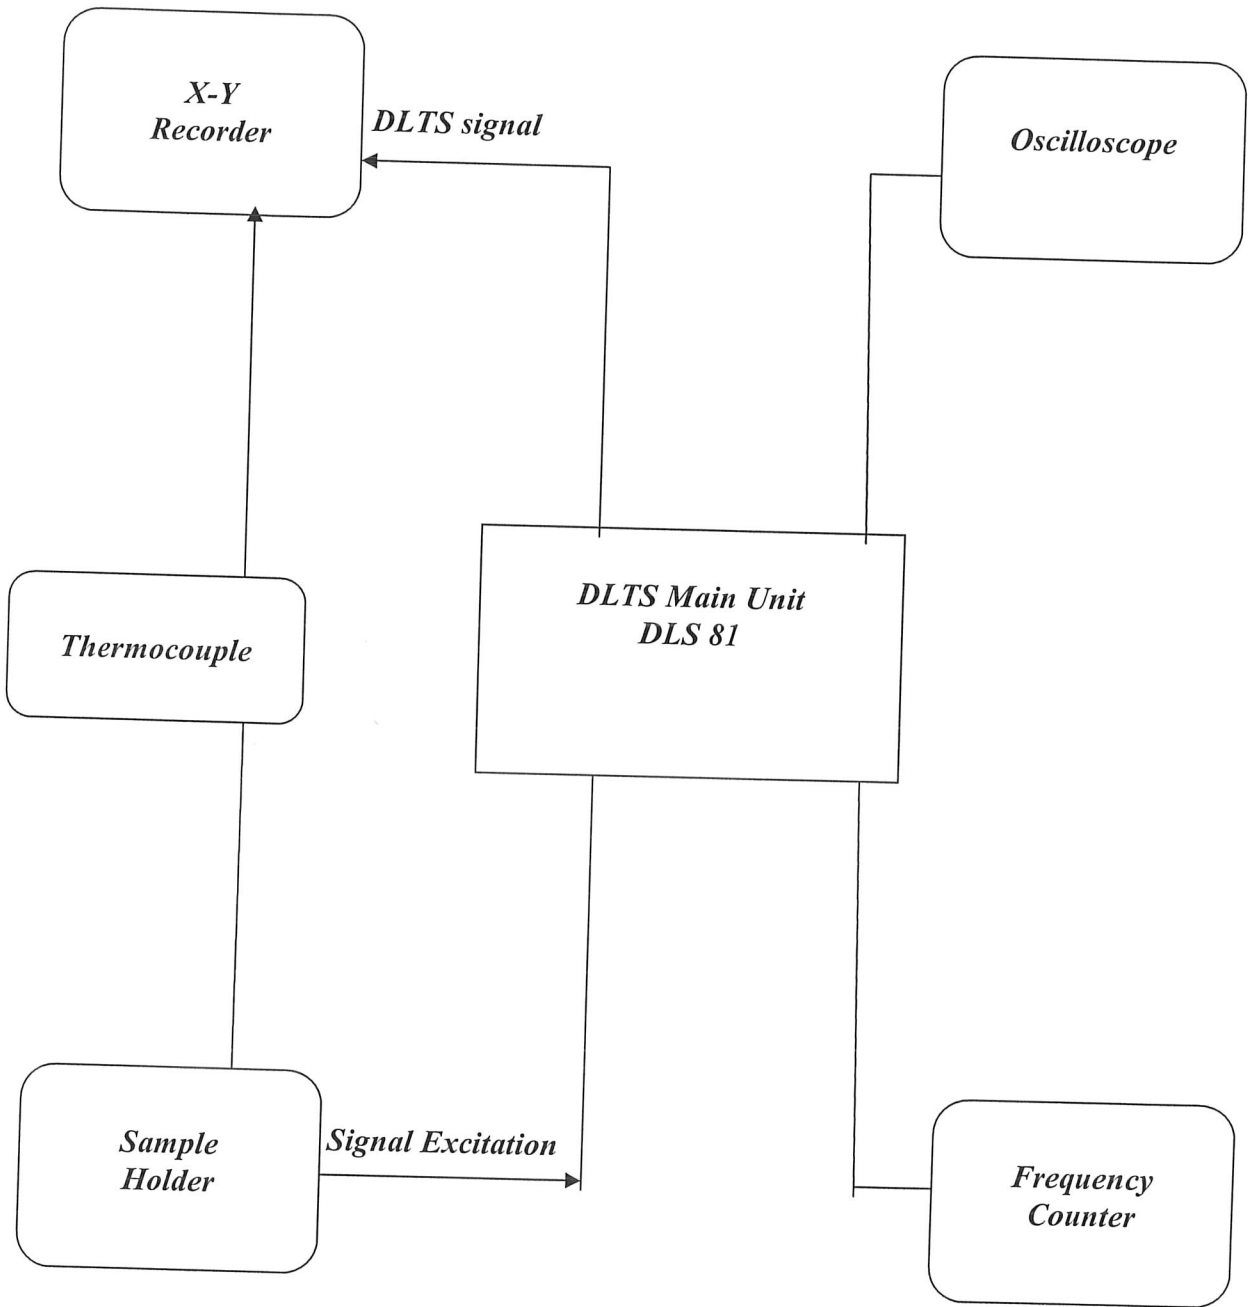 X-Y
Recorder
DLTS signal
Oscilloscope
DLTS Main Unit
DLS 81
Thermocouple
Sample
Holder
Signal Excitation
Frequency
Counter